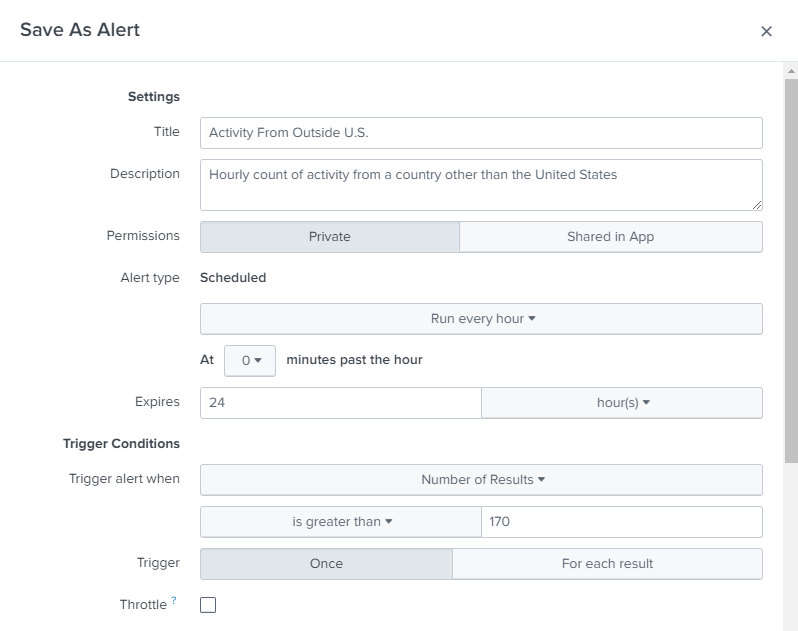 Save As Alert
×
Settings
Title Activity From Outside U.S.
Description Hourly count of activity from a country other than the United States
Permissions Private Shared in App
Alert type Scheduled
Run every hour
At 0 minutes past the hour
Expires 24 hour(s)
Trigger Conditions
Trigger alert when Number of Results
is greater than 170
Trigger Once For each result
Throttle ?